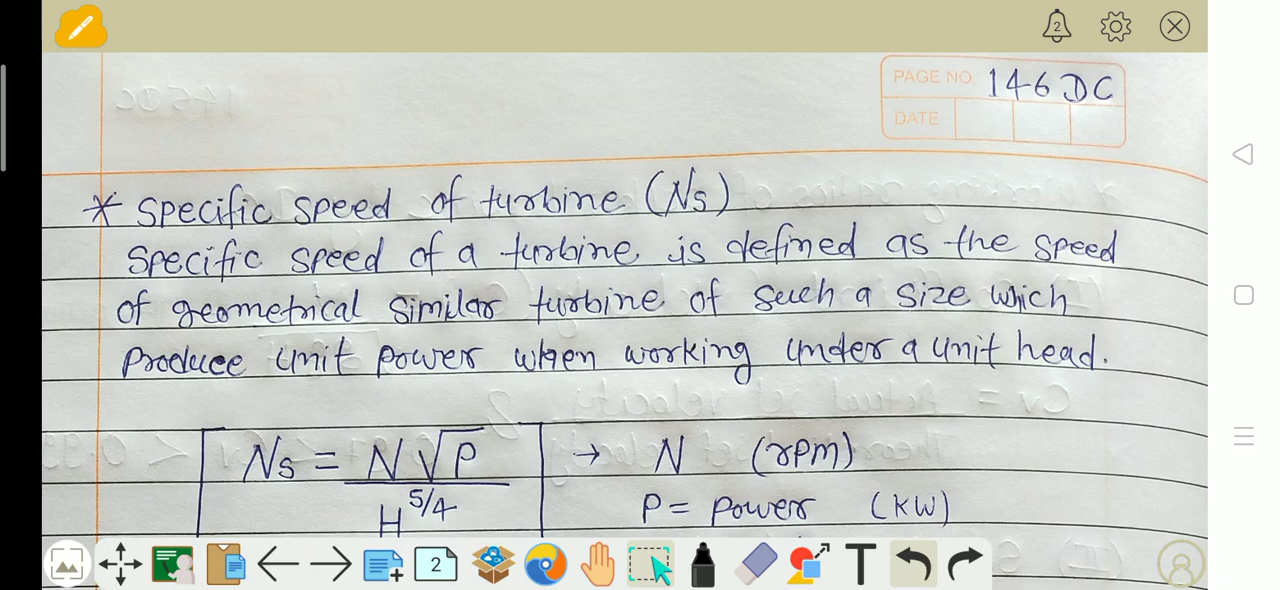 2
PAGE NO. 146 DC
DATE
* Specific speed of turbine (Ns)
Specific speed of a turbine is defined as the speed
of geometrical similar turbine of such a size which
Produce unit power when working under a unit head.
Ns = N√P / H^5/4 → N (rpm)
P = power (kW)
2
T